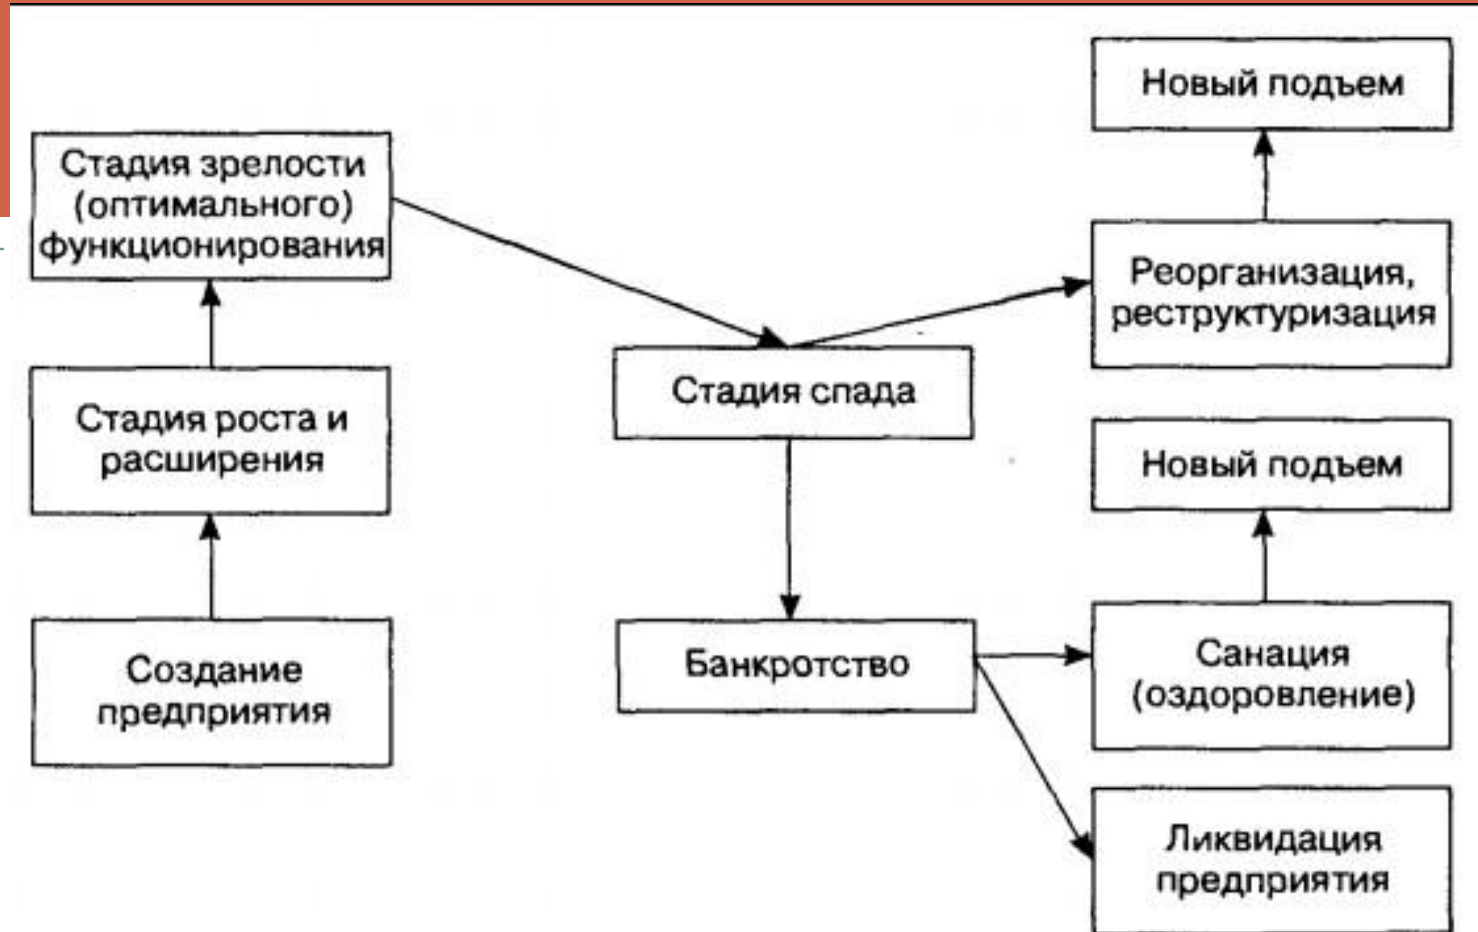 Новый подъем
Стадия зрелости
(оптимального)
функционирования
Реорганизация,
реструктуризация
Стадия спада
Стадия роста и
расширения
Новый подъем
Создание
предприятия
Банкротство
Санация
(оздоровление)
Ликвидация
предприятия